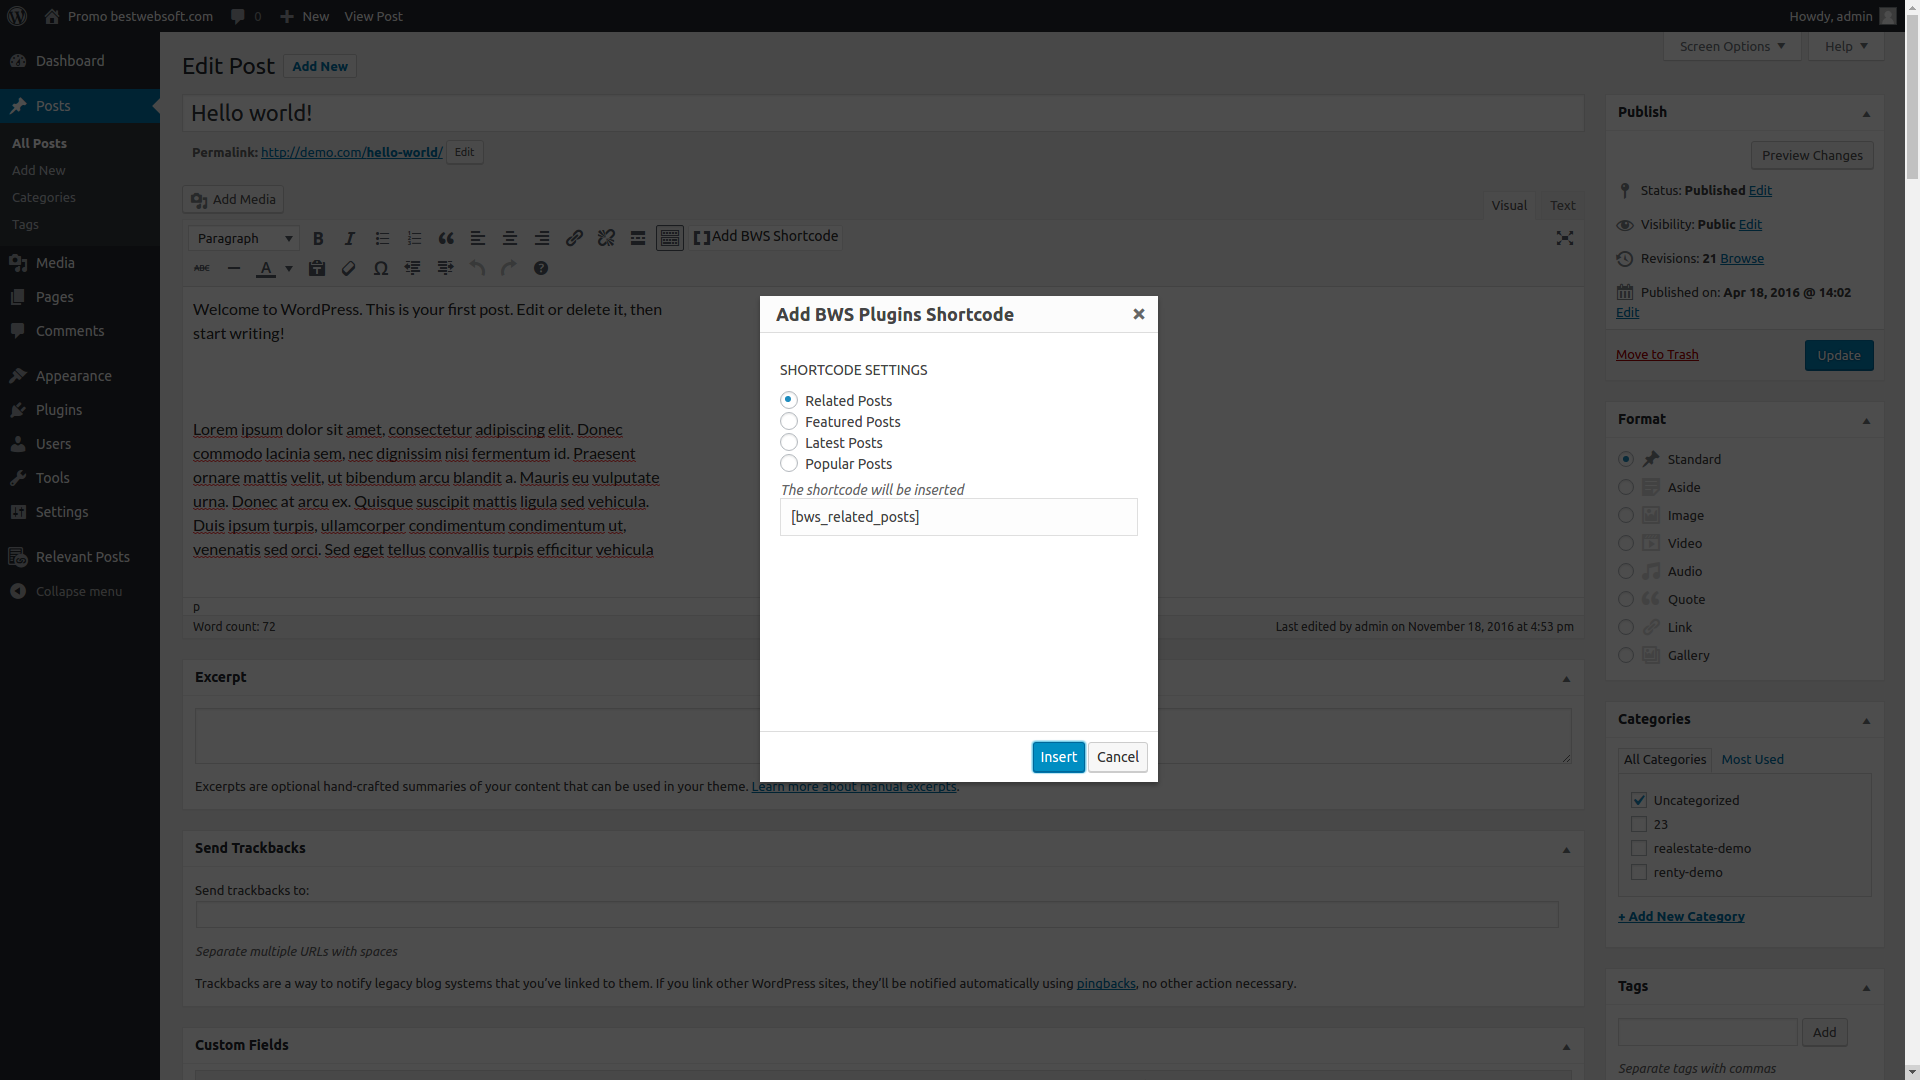 Promo bestwebsoft.com
0
New
View Post
Howdy, admin
Dashboard
Posts
All Posts
Add New
Categories
Tags
Media
Pages
Comments
Appearance
Plugins
Users
Tools
Settings
Relevant Posts
Collapse menu
Screen Options
Help
Edit Post
Add New
Hello world!
Permalink: http://demo.com/hello-world/ Edit
Add Media
Visual
Text
Paragraph
B
I
Add BWS Shortcode
ABC
A
Ω
Welcome to WordPress. This is your first post. Edit or delete it, then
start writing!
Lorem ipsum dolor sit amet, consectetur adipiscing elit. Donec
commodo lacinia sem, nec dignissim nisi fermentum id. Praesent
ornare mattis velit, ut bibendum arcu blandit a. Mauris eu vulputate
urna. Donec at arcu ex. Quisque suscipit mattis ligula sed vehicula.
Duis ipsum turpis, ullamcorper condimentum condimentum ut,
venenatis sed orci. Sed eget tellus convallis turpis efficitur vehicula
p
Word count: 72
Last edited by admin on November 18, 2016 at 4:53 pm
Add BWS Plugins Shortcode
SHORTCODE SETTINGS
Related Posts
Featured Posts
Latest Posts
Popular Posts
The shortcode will be inserted
[bws_related_posts]
Insert
Cancel
Excerpt
Excerpts are optional hand-crafted summaries of your content that can be used in your theme. Learn more about manual excerpts.
Send Trackbacks
Send trackbacks to:
Separate multiple URLs with spaces
Trackbacks are a way to notify legacy blog systems that you've linked to them. If you link other WordPress sites, they'll be notified automatically using pingbacks, no other action necessary.
Custom Fields
Publish
Preview Changes
Status: Published Edit
Visibility: Public Edit
Revisions: 21 Browse
Published on: Apr 18, 2016 @ 14:02
Edit
Move to Trash
Update
Format
Standard
Aside
Image
Video
Audio
Quote
Link
Gallery
Categories
All Categories
Most Used
Uncategorized
23
realestate-demo
renty-demo
+ Add New Category
Tags
Add
Separate tags with commas